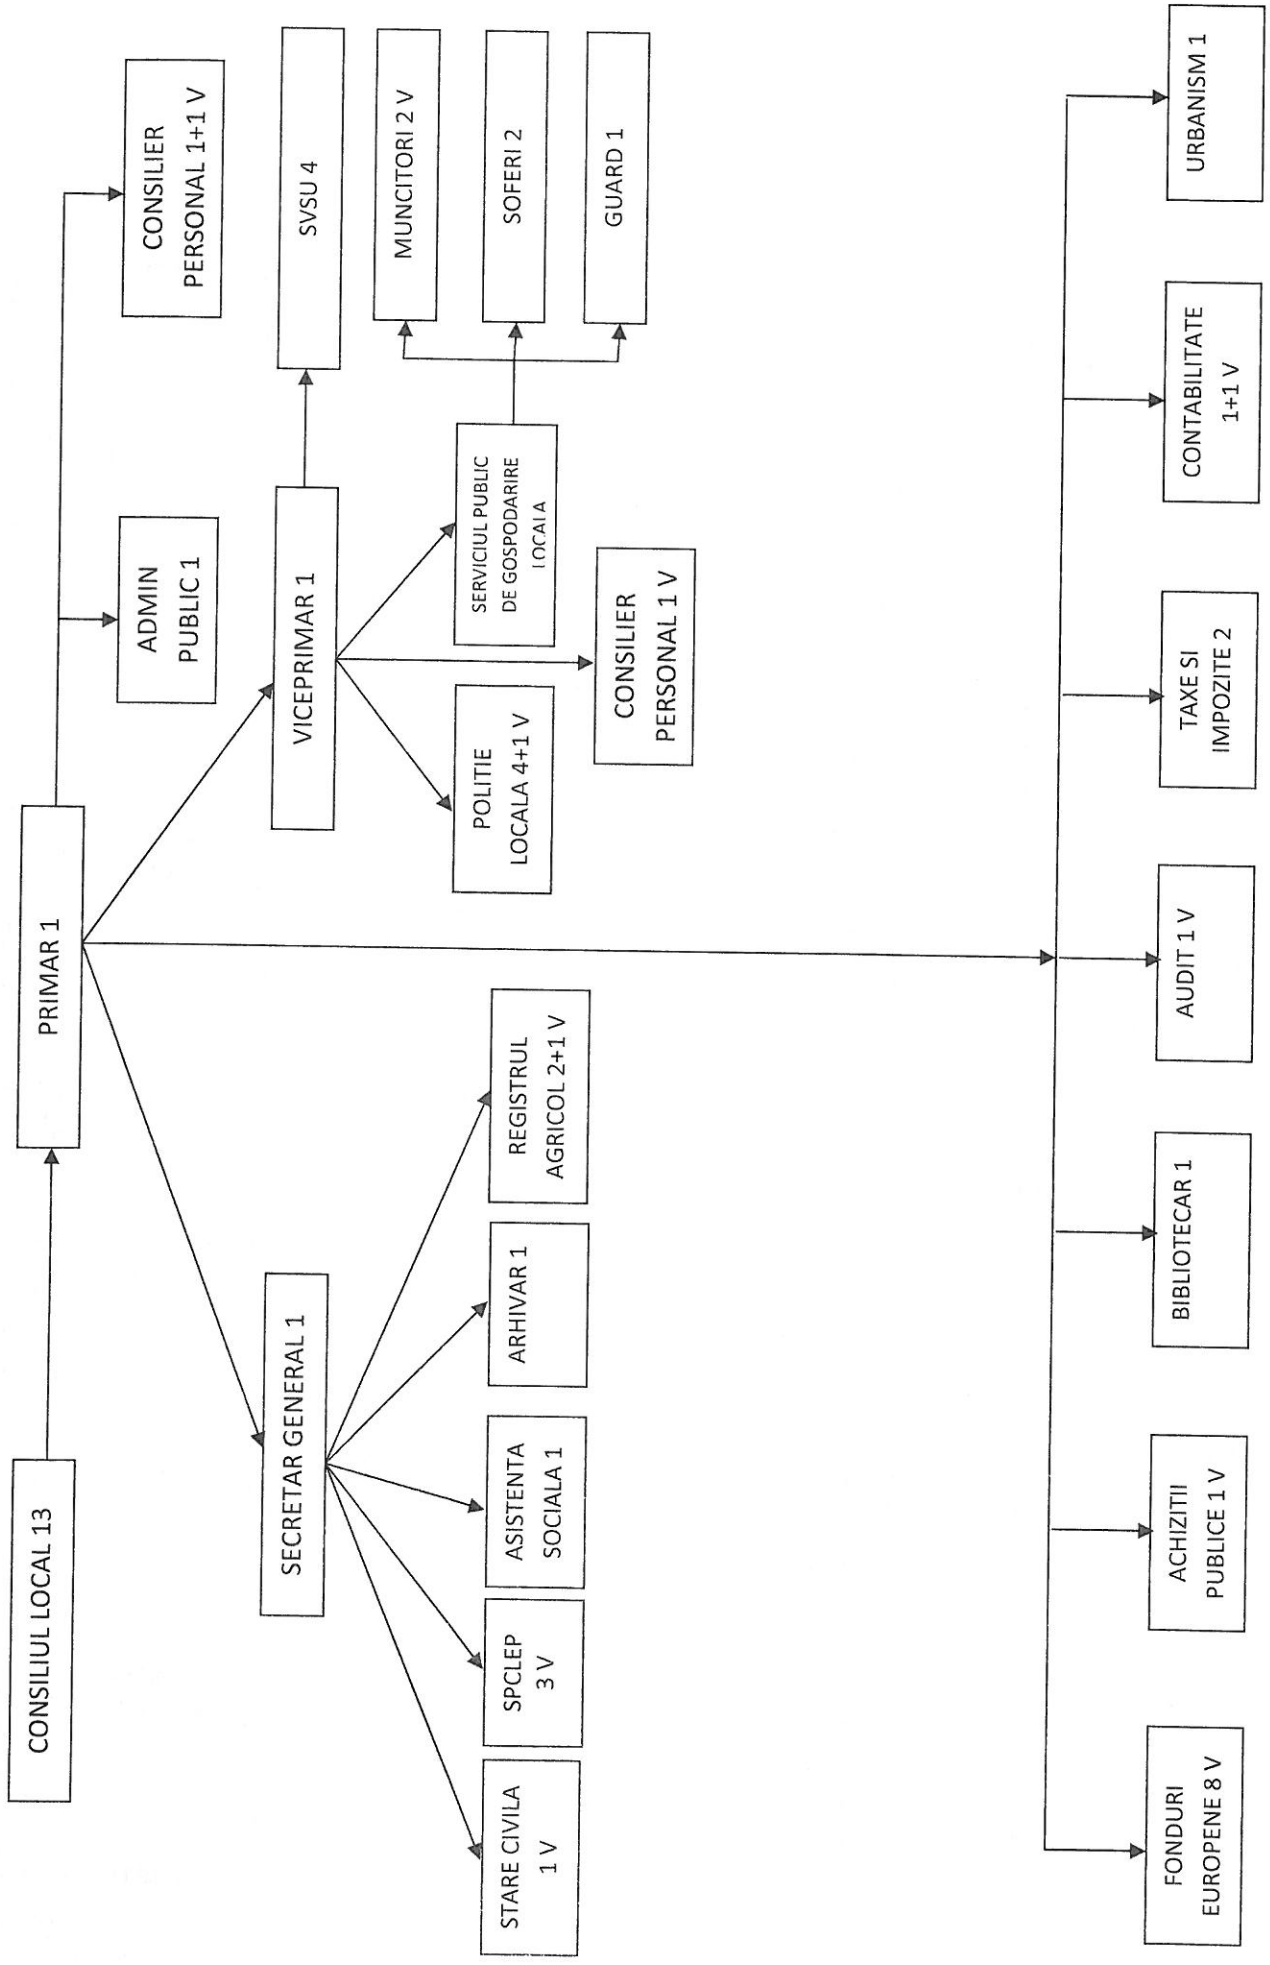 CONSILIUL LOCAL 13
PRIMAR 1
ADMIN
PUBLIC 1
CONSILIER
PERSONAL 1+1 V
SECRETAR GENERAL 1
VICEPRIMAR 1
SVSU 4
MUNCITORI 2 V
SOFERI 2
GUARD 1
STARE CIVILA
1 V
SPCLEP
3 V
ASISTENTA
SOCIALA 1
ARHIVAR 1
REGISTRUL
AGRICOL 2+1 V
POLITIE
LOCALA 4+1 V
SERVICIUL PUBLIC
DE GOSPODARIRE
LOCALA
CONSILIER
PERSONAL 1 V
FONDURI
EUROPENE 8 V
ACHIZITII
PUBLICE 1 V
BIBLIOTECAR 1
AUDIT 1 V
TAXE SI
IMPOZITE 2
CONTABILITATE
1+1 V
URBANISM 1